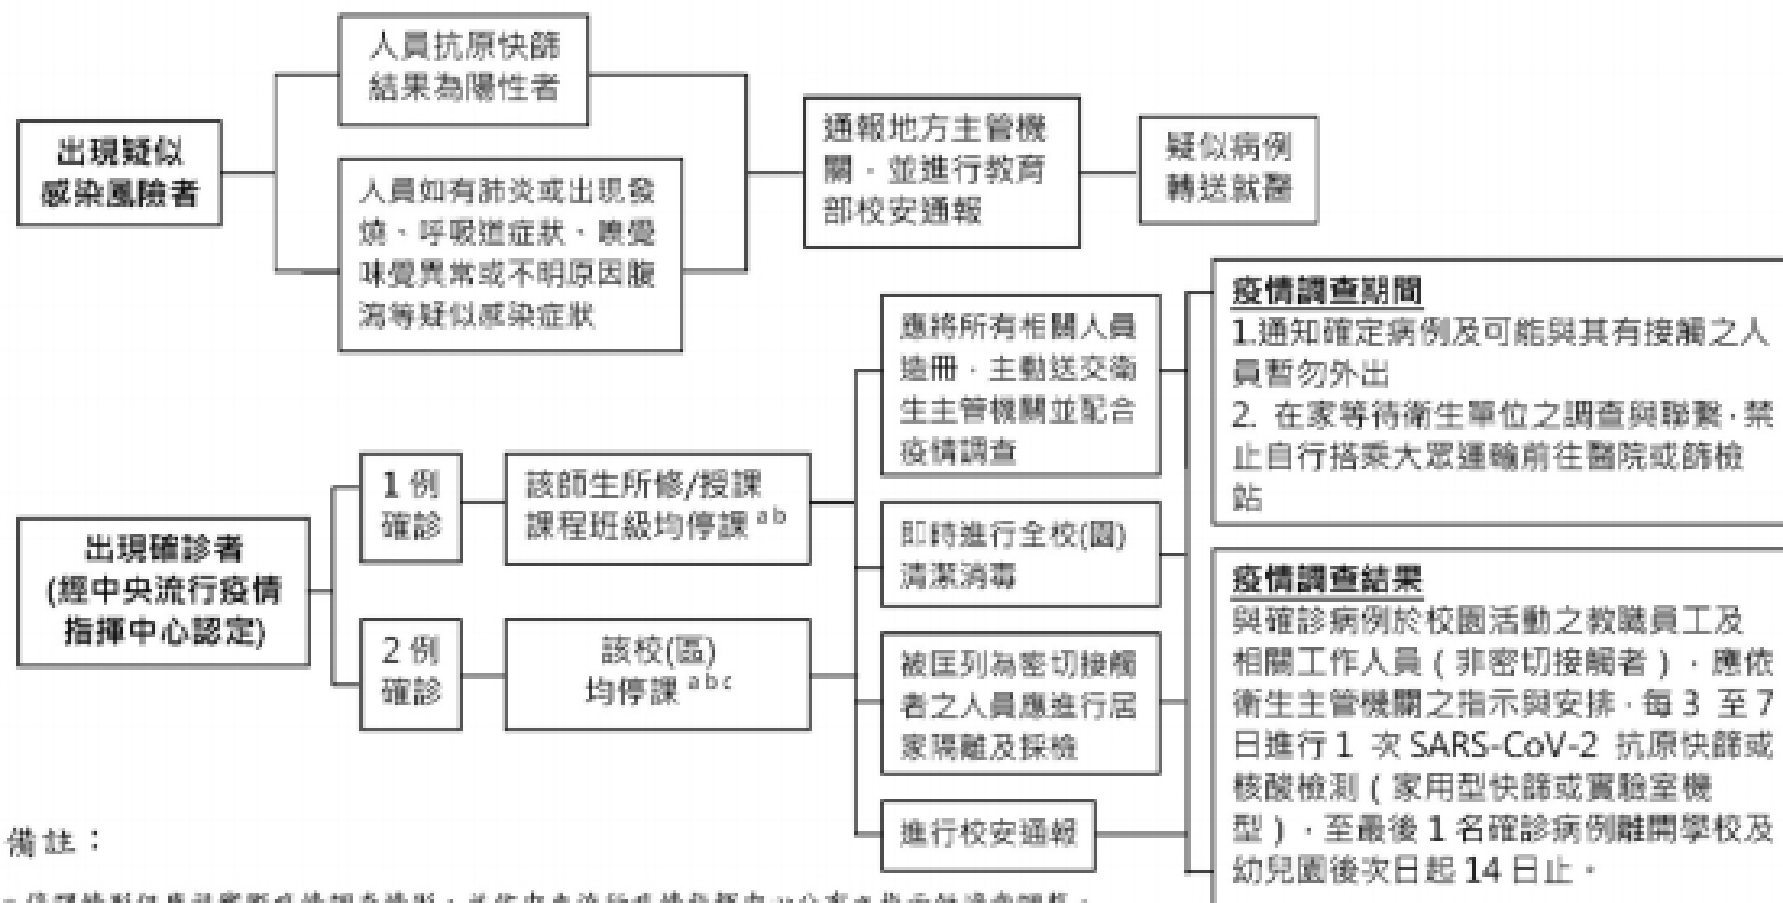 人員抗原快篩
結果為陽性者
出現疑似
感染風險者
人員如有肺炎或出現發
燒、呼吸道症狀、嗅覺
味覺異常或不明原因腹
瀉等疑似感染症狀
通報地方主管機
關，並進行教育
部校安通報
疑似病例
轉送就醫
出現確診者
(經中央流行疫情
指揮中心認定)
1 例
確診
該師生所修/授課
課程班級均停課 ab
2 例
確診
該校(區)
均停課 abc
應將所有相關人員
造冊，主動送交衛
生主管機關並配合
疫情調查
即時進行全校(園)
清潔消毒
被匡列為密切接觸
者之人員應進行居
家隔離及採檢
進行校安通報
疫情調查期間
1.通知確定病例及可能與其有接觸之人
員暫勿外出
2. 在家等待衛生單位之調查與聯繫，禁
止自行搭乘大眾運輸前往醫院或篩檢
站
疫情調查結果
與確診病例於校園活動之教職員工及
相關工作人員（非密切接觸者），應依
衛生主管機關之指示與安排，每 3 至 7
日進行 1 次 SARS-CoV-2 抗原快篩或
核酸檢測（家用型快篩或實驗室機
型），至最後 1 名確診病例離開學校及
幼兒園後次日起 14 日止。
備註：